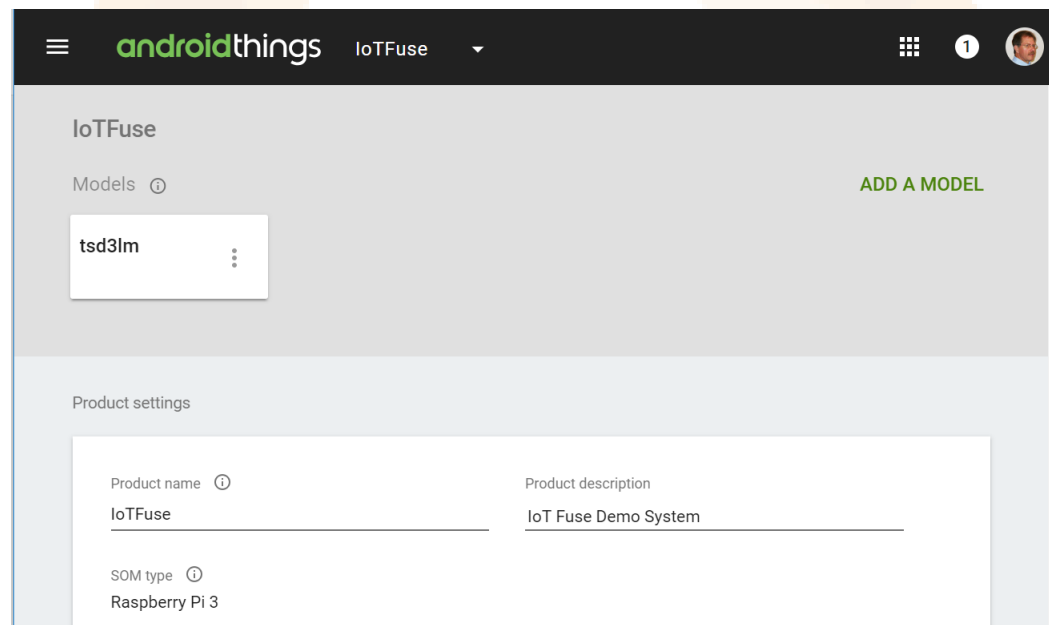 androidthings IoTFuse 1
IoTFuse
Models
ADD A MODEL
tsd3lm
Product settings
Product name Product description
IoTFuse IoT Fuse Demo System
SOM type
Raspberry Pi 3